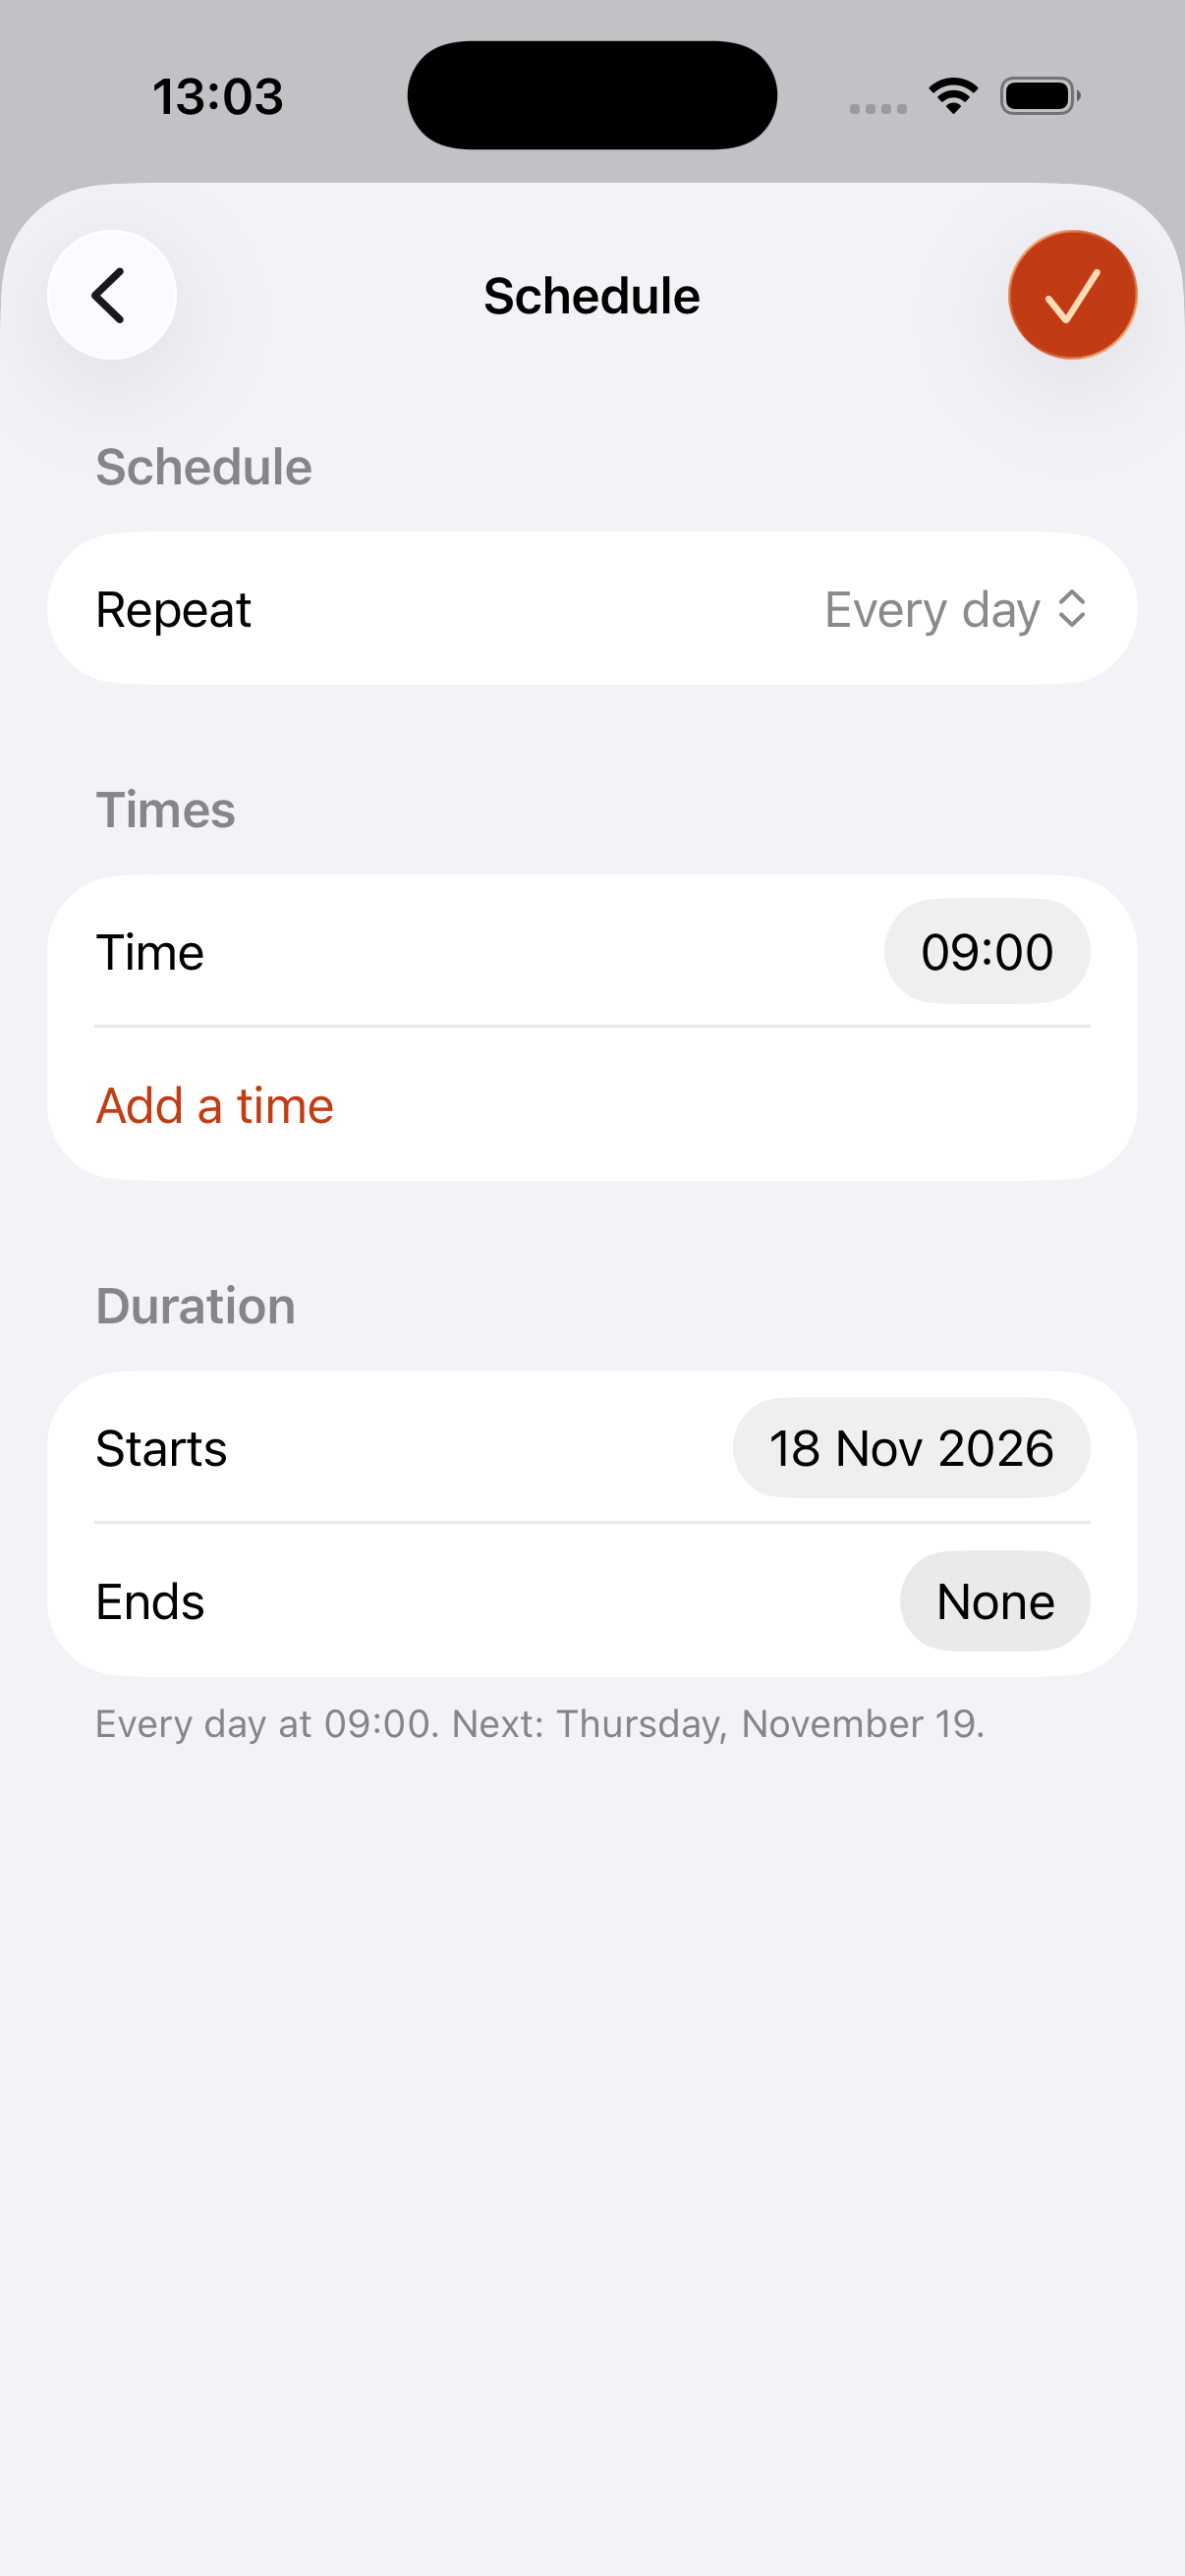 13:03
Schedule
Schedule
Repeat Every day
Times
Time 09:00
Add a time
Duration
Starts 18 Nov 2026
Ends None
Every day at 09:00. Next: Thursday, November 19.